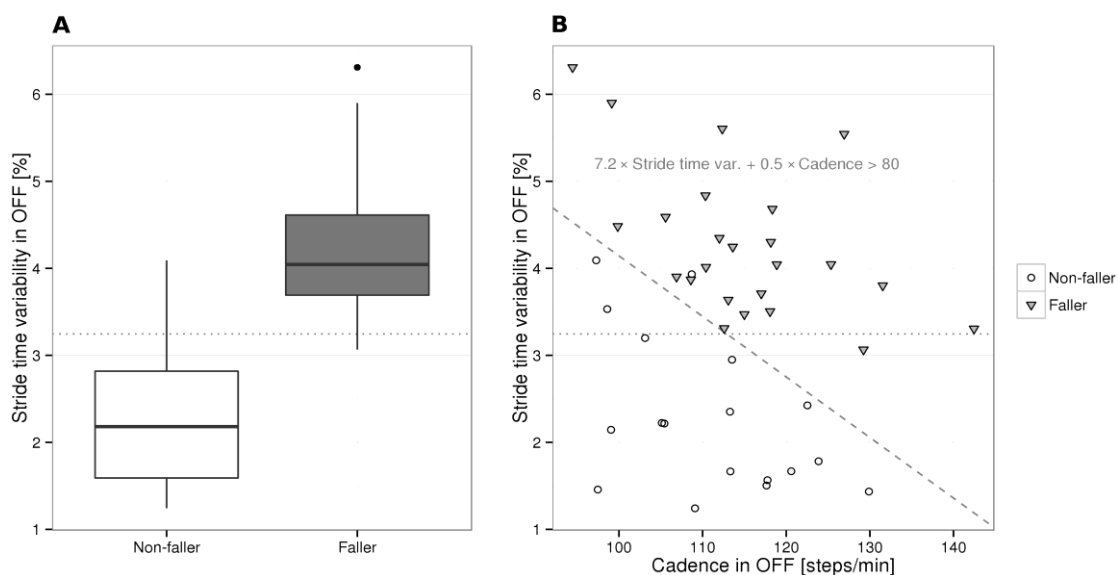 A
Stride time variability in OFF [%]
6
5
4
3
2
1
Non-faller
Faller
B
Stride time variability in OFF [%]
6
5
4
3
2
1
7.2 × Stride time var. + 0.5 × Cadence > 80
100 110 120 130 140
Cadence in OFF [steps/min]
Non-faller
Faller